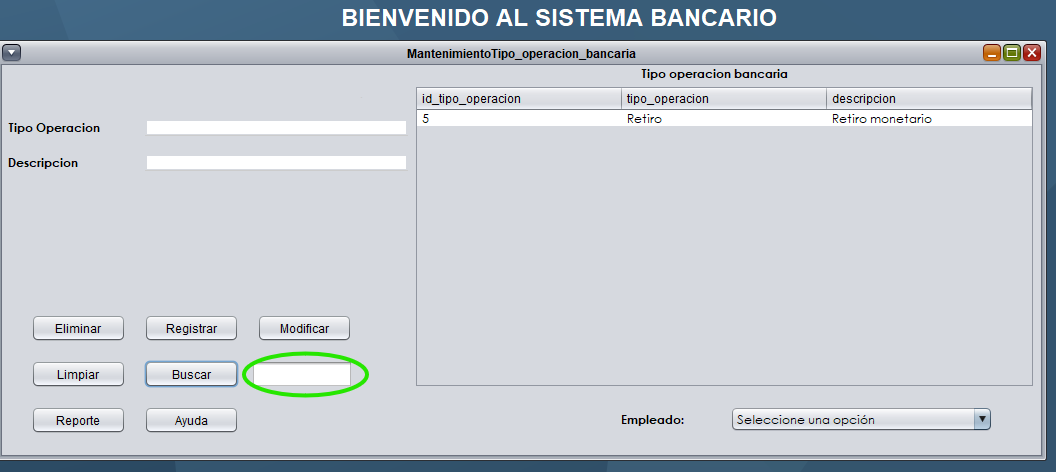 BIENVENIDO AL SISTEMA BANCARIO
MantenimientoTipo_operacion_bancaria
Tipo operacion bancaria
id_tipo_operacion tipo_operacion descripcion
5 Retiro Retiro monetario
Tipo Operacion
Descripcion
Eliminar Registrar Modificar
Limpiar Buscar
Reporte Ayuda
Empleado: Seleccione una opción